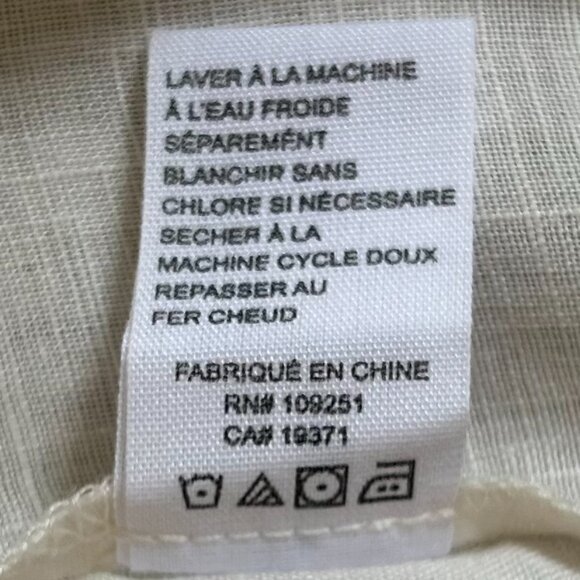 LAVER À LA MACHINE
À L'EAU FROIDE
SÉPAREMÉNT
BLANCHIR SANS
CHLORE SI NÉCESSAIRE
SECHER À LA
MACHINE CYCLE DOUX
REPASSER AU
FER CHEUD
FABRIQUÉ EN CHINE
RN# 109251
CA# 19371